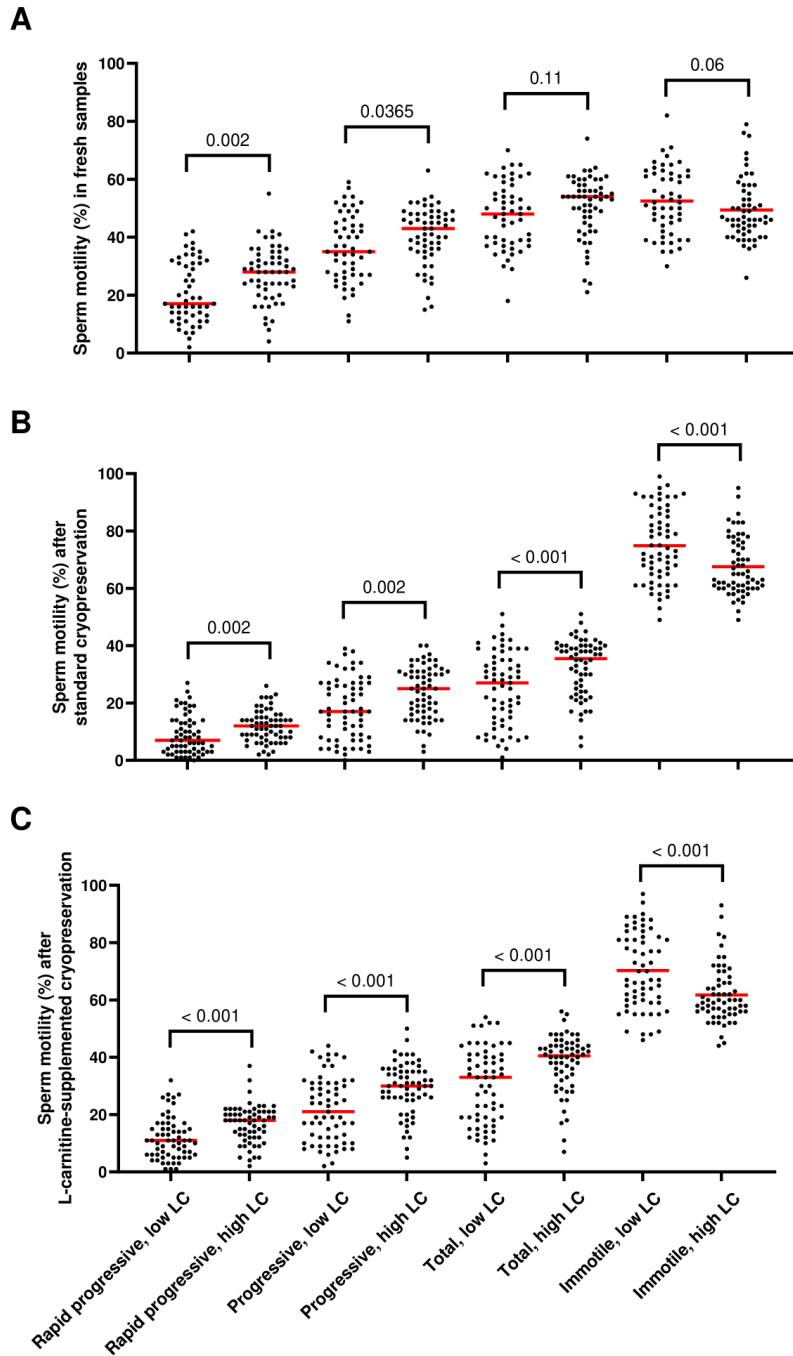 A
Sperm motility (%) in fresh samples
100
80
60
40
20
0
0.002
0.0365
0.11
0.06
B
Sperm motility (%) after
standard cryopreservation
100
80
60
40
20
0
0.002
0.002
< 0.001
< 0.001
C
Sperm motility (%) after
L-carnitine-supplemented cryopreservation
100
80
60
40
20
0
< 0.001
< 0.001
< 0.001
< 0.001
Rapid progressive, low LC
Rapid progressive, high LC
Progressive, low LC
Progressive, high LC
Total, low LC
Total, high LC
Immotile, low LC
Immotile, high LC